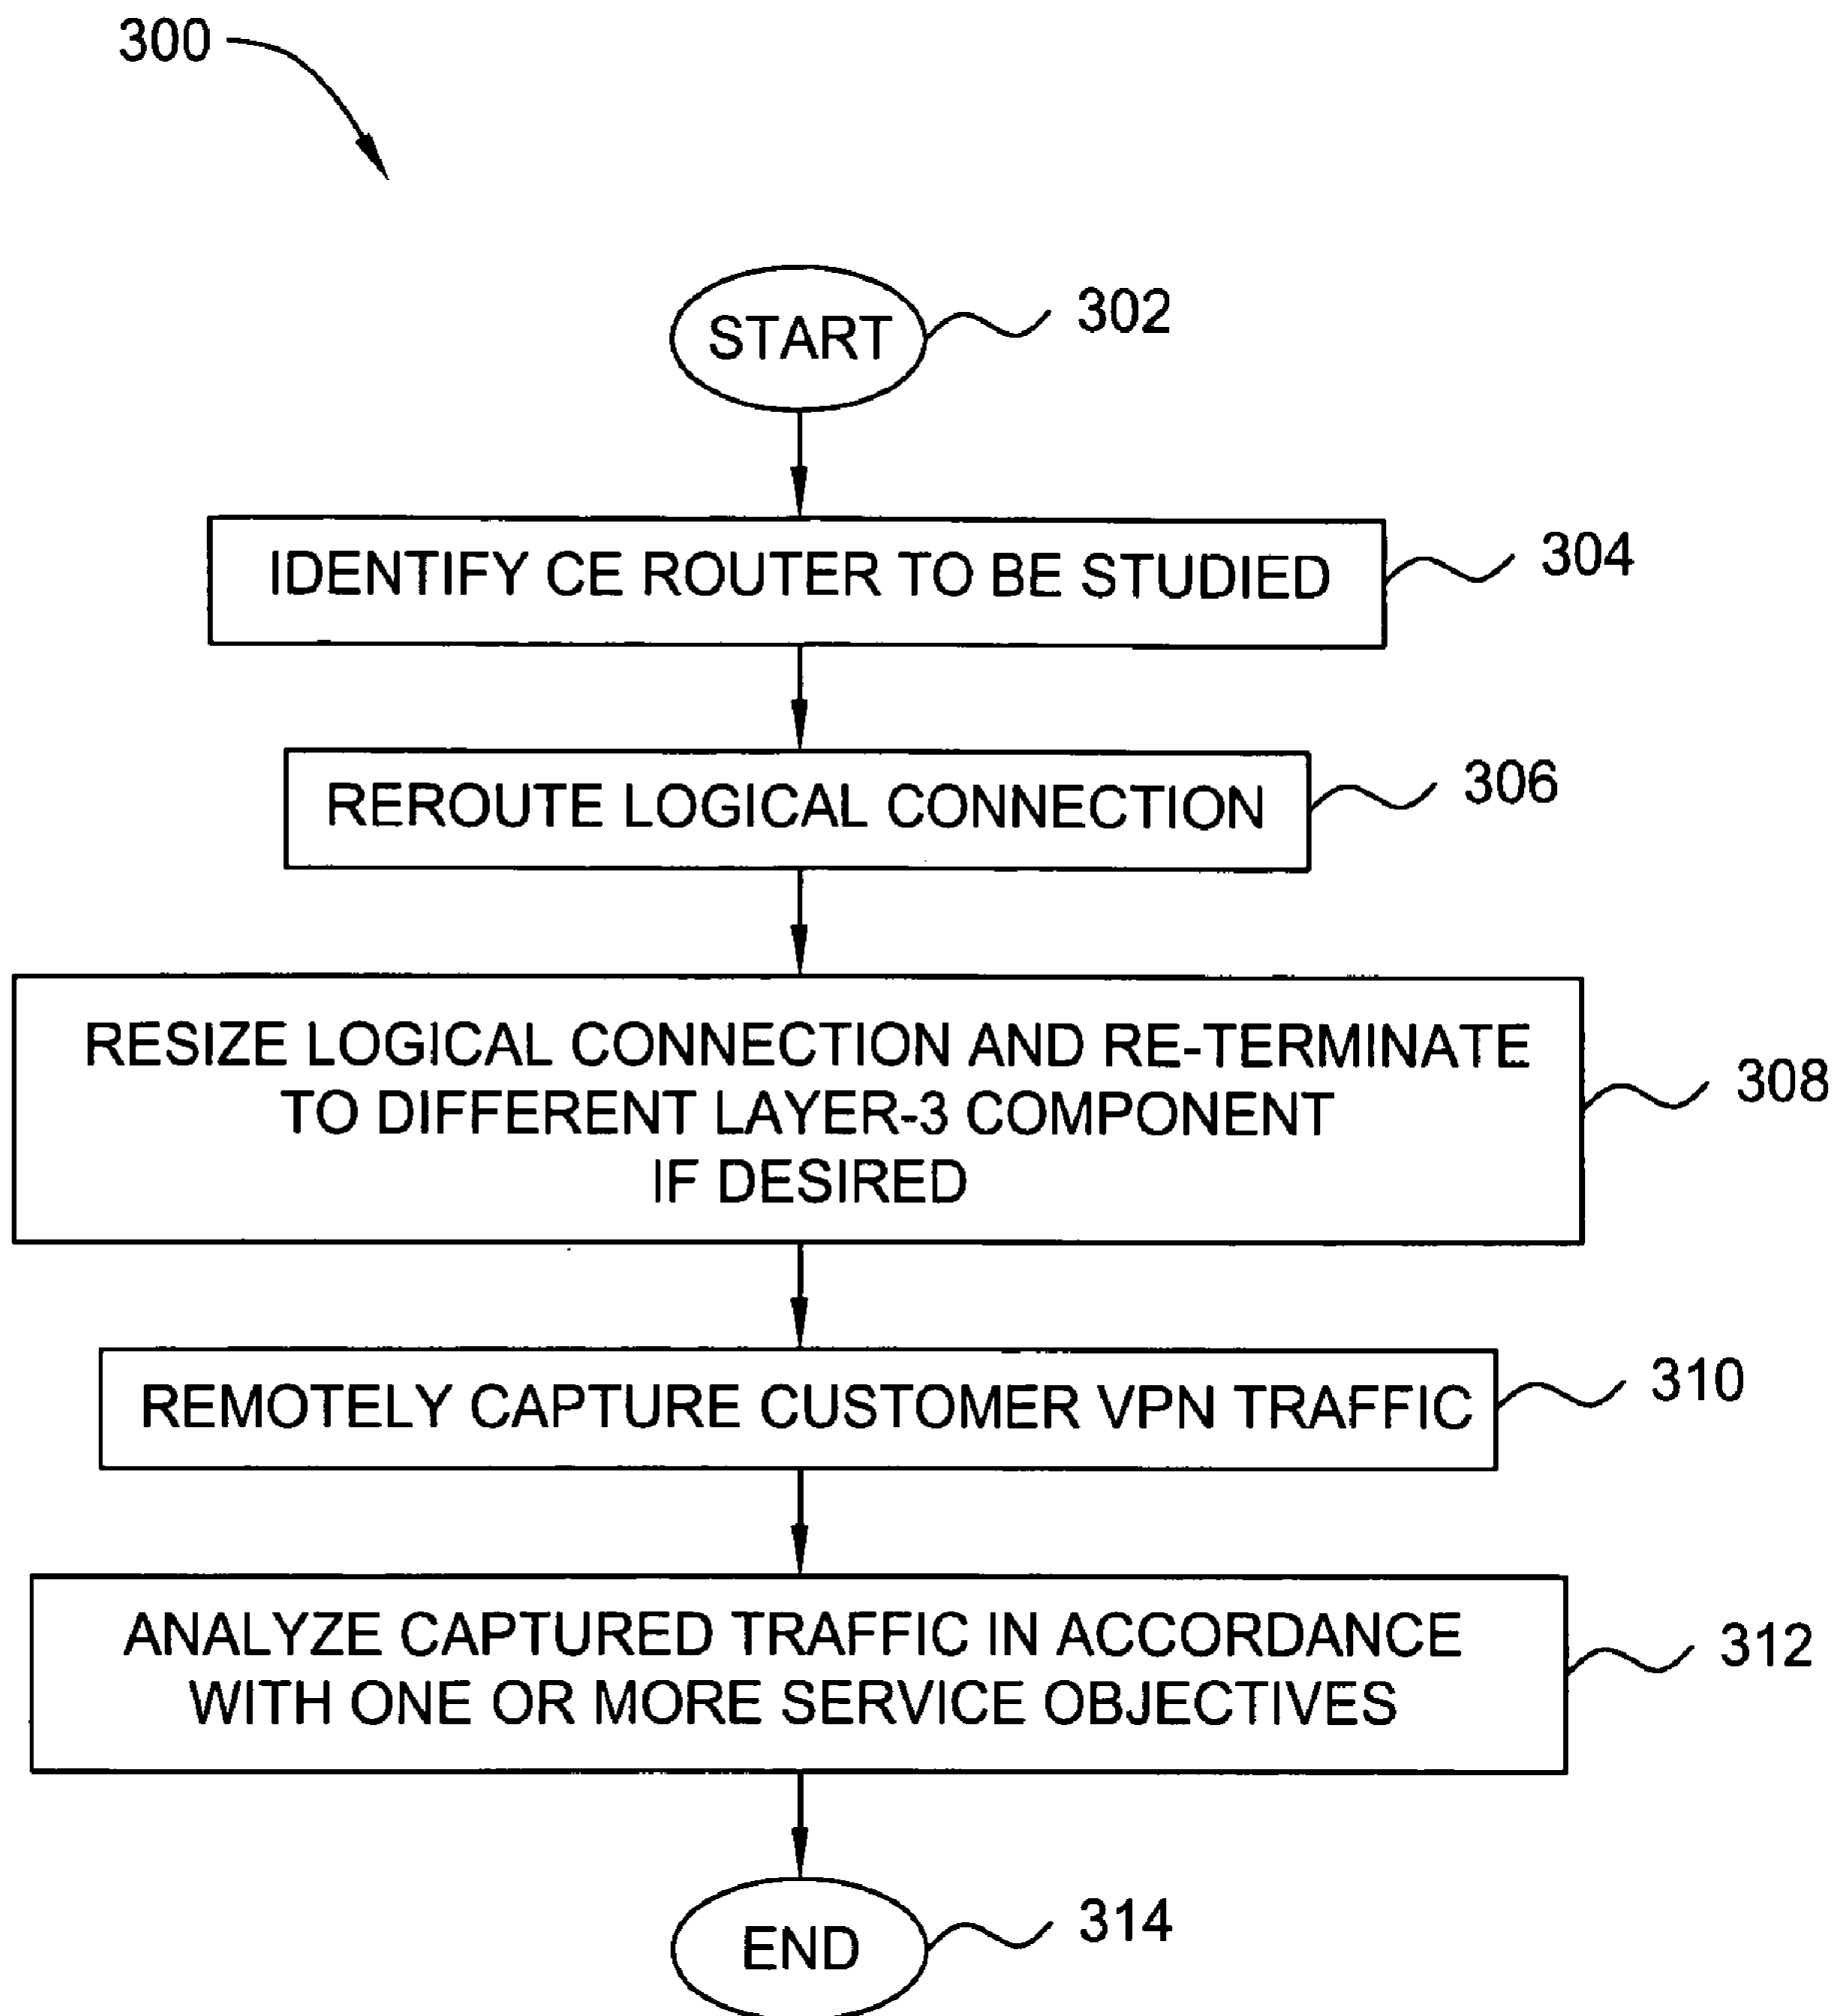 300
START
302
IDENTIFY CE ROUTER TO BE STUDIED
304
REROUTE LOGICAL CONNECTION
306
RESIZE LOGICAL CONNECTION AND RE-TERMINATE
TO DIFFERENT LAYER-3 COMPONENT
IF DESIRED
308
REMOTELY CAPTURE CUSTOMER VPN TRAFFIC
310
ANALYZE CAPTURED TRAFFIC IN ACCORDANCE
WITH ONE OR MORE SERVICE OBJECTIVES
312
END
314